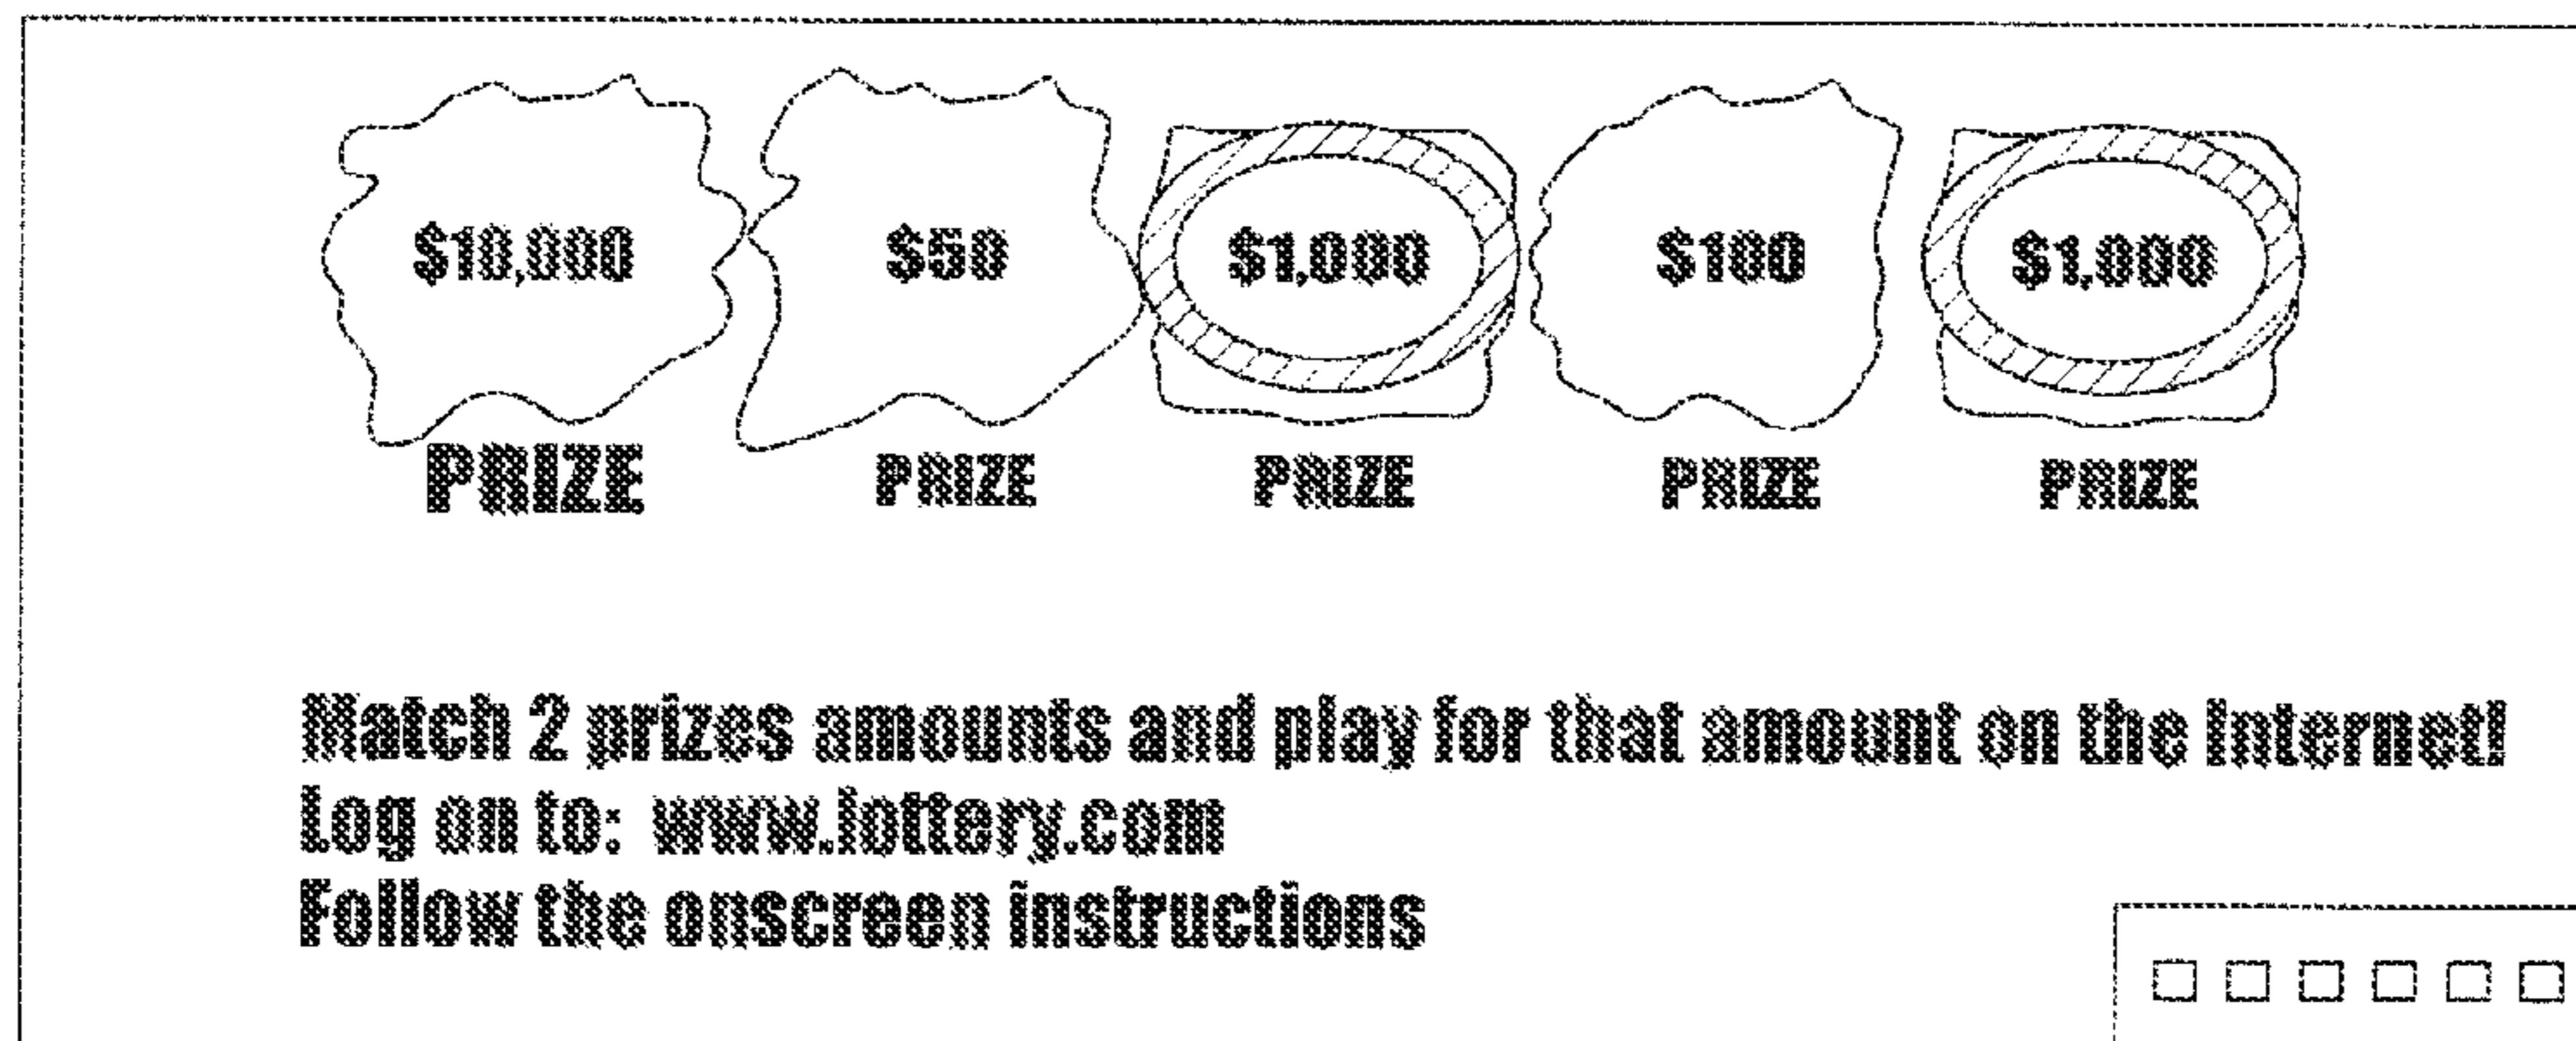 $10,000 $50 $1,000 $100 $1,000
PRIZE PRIZE PRIZE PRIZE PRIZE
Match 2 prizes amounts and play for that amount on the Internet!
Log on to: www.lottery.com
Follow the onscreen instructions